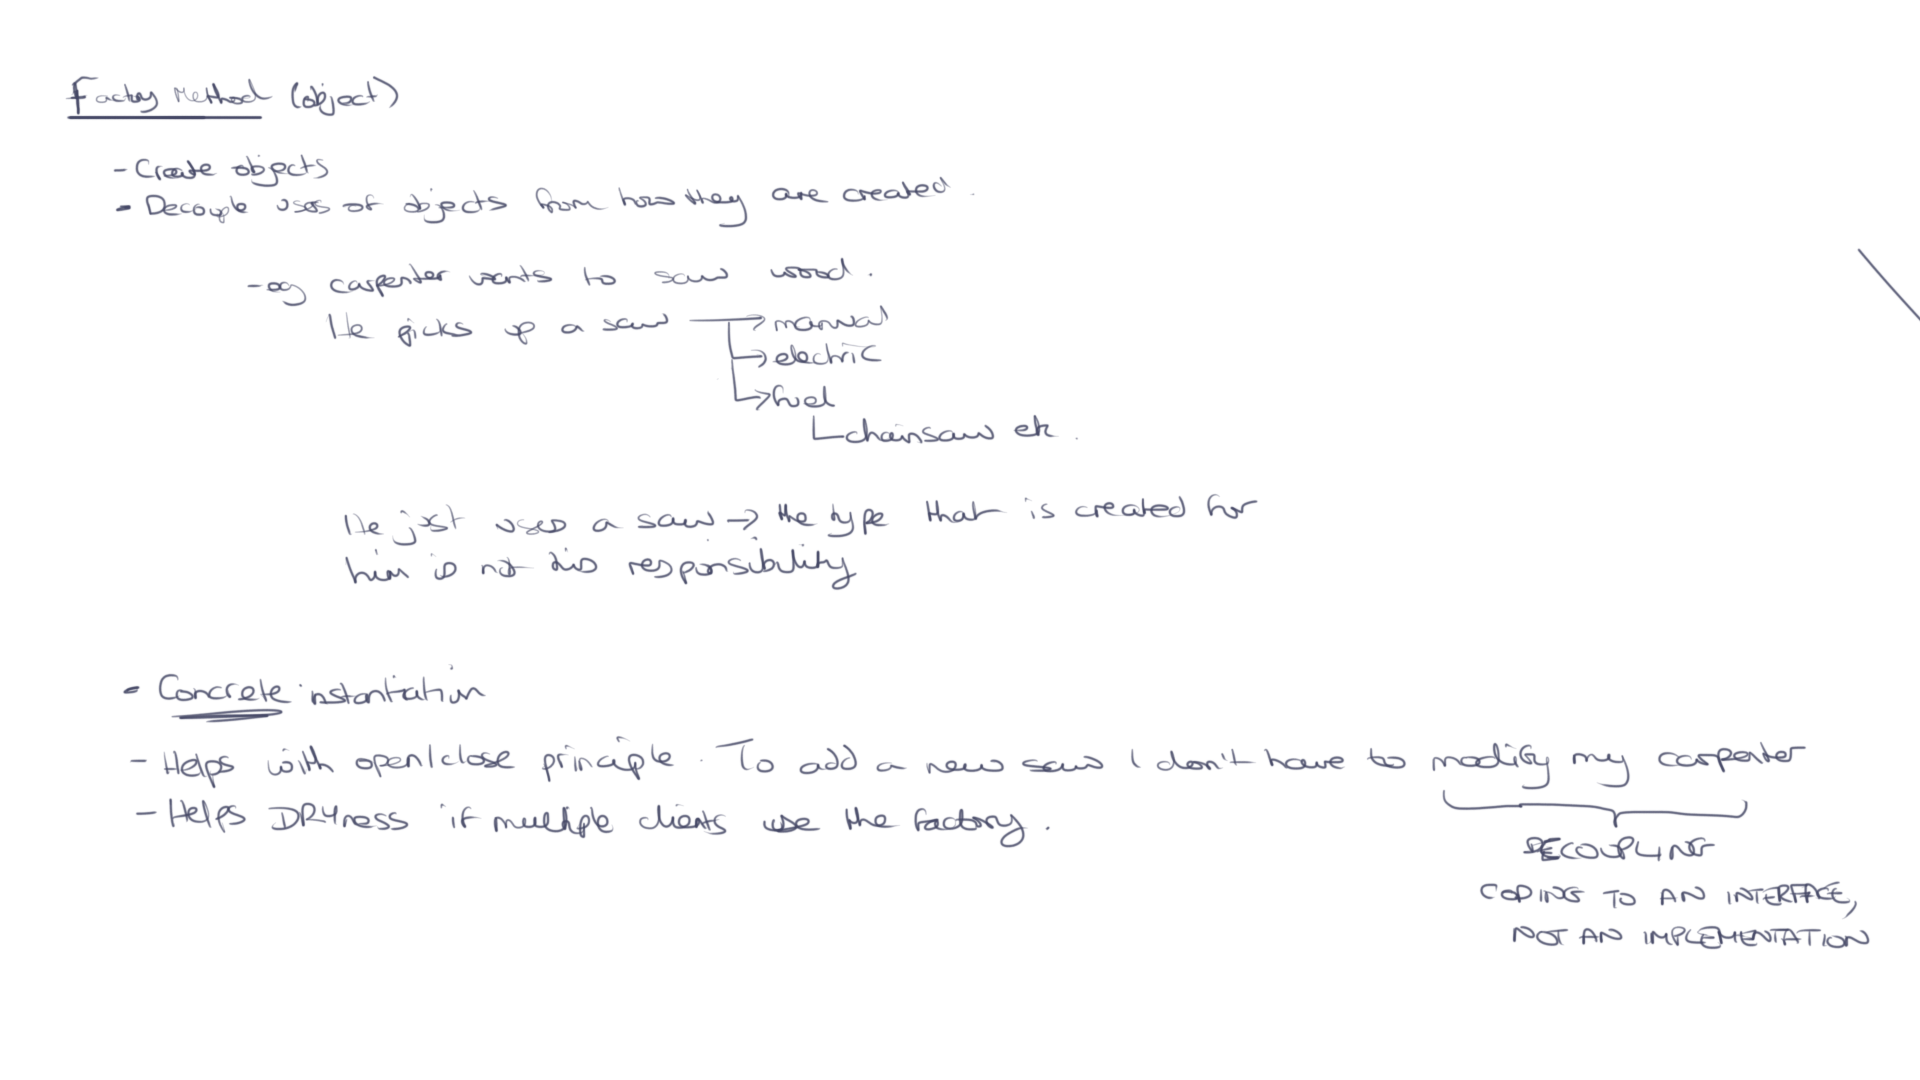 Factory Method (object)
- Create objects
- Decouple uses of objects from how they are created.
- eg carpenter wants to saw wood.
He picks up a saw → manual
→ electric
→ fuel
chainsaw etc.
He just uses a saw → the type that is created for
him is not his responsibility
- Concrete instantiation
- Helps with open/close principle. To add a new saw I don't have to modify my carpenter
- Helps DRYness if multiple clients use the factory.
DECOUPLING
CODING TO AN INTERFACE,
NOT AN IMPLEMENTATION